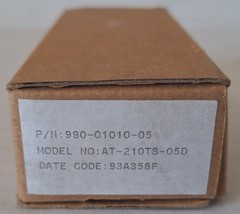 P/N:990-01010-05
MODEL NO:AT-210TS-05D
DATE CODE:93A358F